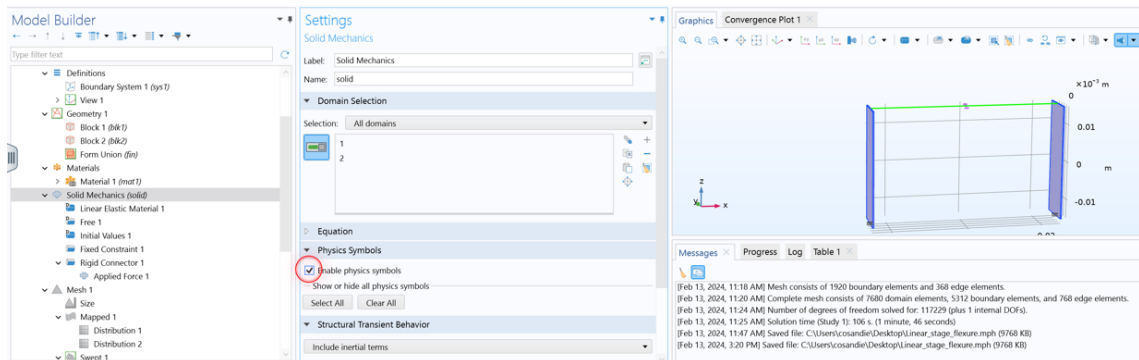 Model Builder
Type filter text
Definitions
Boundary System 1 (sys1)
View 1
Geometry 1
Block 1 (blk1)
Block 2 (blk2)
Form Union (fin)
Materials
Material 1 (mat1)
Solid Mechanics (solid)
Linear Elastic Material 1
Free 1
Initial Values 1
Fixed Constraint 1
Rigid Connector 1
Applied Force 1
Mesh 1
Size
Mapped 1
Distribution 1
Distribution 2
Swept 1
Settings
Solid Mechanics
Label: Solid Mechanics
Name: solid
Domain Selection
Selection: All domains
1
2
Equation
Physics Symbols
Enable physics symbols
Show or hide all physics symbols
Select All Clear All
Structural Transient Behavior
Include inertial terms
Graphics Convergence Plot 1
×10⁻³ m
0
0.01
0
m
-0.01
z
y
x
Messages Progress Log Table 1
[Feb 13, 2024, 11:18 AM] Mesh consists of 1920 boundary elements and 368 edge elements.
[Feb 13, 2024, 11:20 AM] Complete mesh consists of 7680 domain elements, 5312 boundary elements, and 768 edge elements.
[Feb 13, 2024, 11:24 AM] Number of degrees of freedom solved for: 117229 (plus 1 internal DOFs).
[Feb 13, 2024, 11:25 AM] Solution time (Study 1): 106 s. (1 minute, 46 seconds)
[Feb 13, 2024, 11:47 AM] Saved file: C:\Users\cosandie\Desktop\Linear_stage_flexure.mph (9768 KB)
[Feb 13, 2024, 3:20 PM] Saved file: C:\Users\cosandie\Desktop\Linear_stage_flexure.mph (9768 KB)